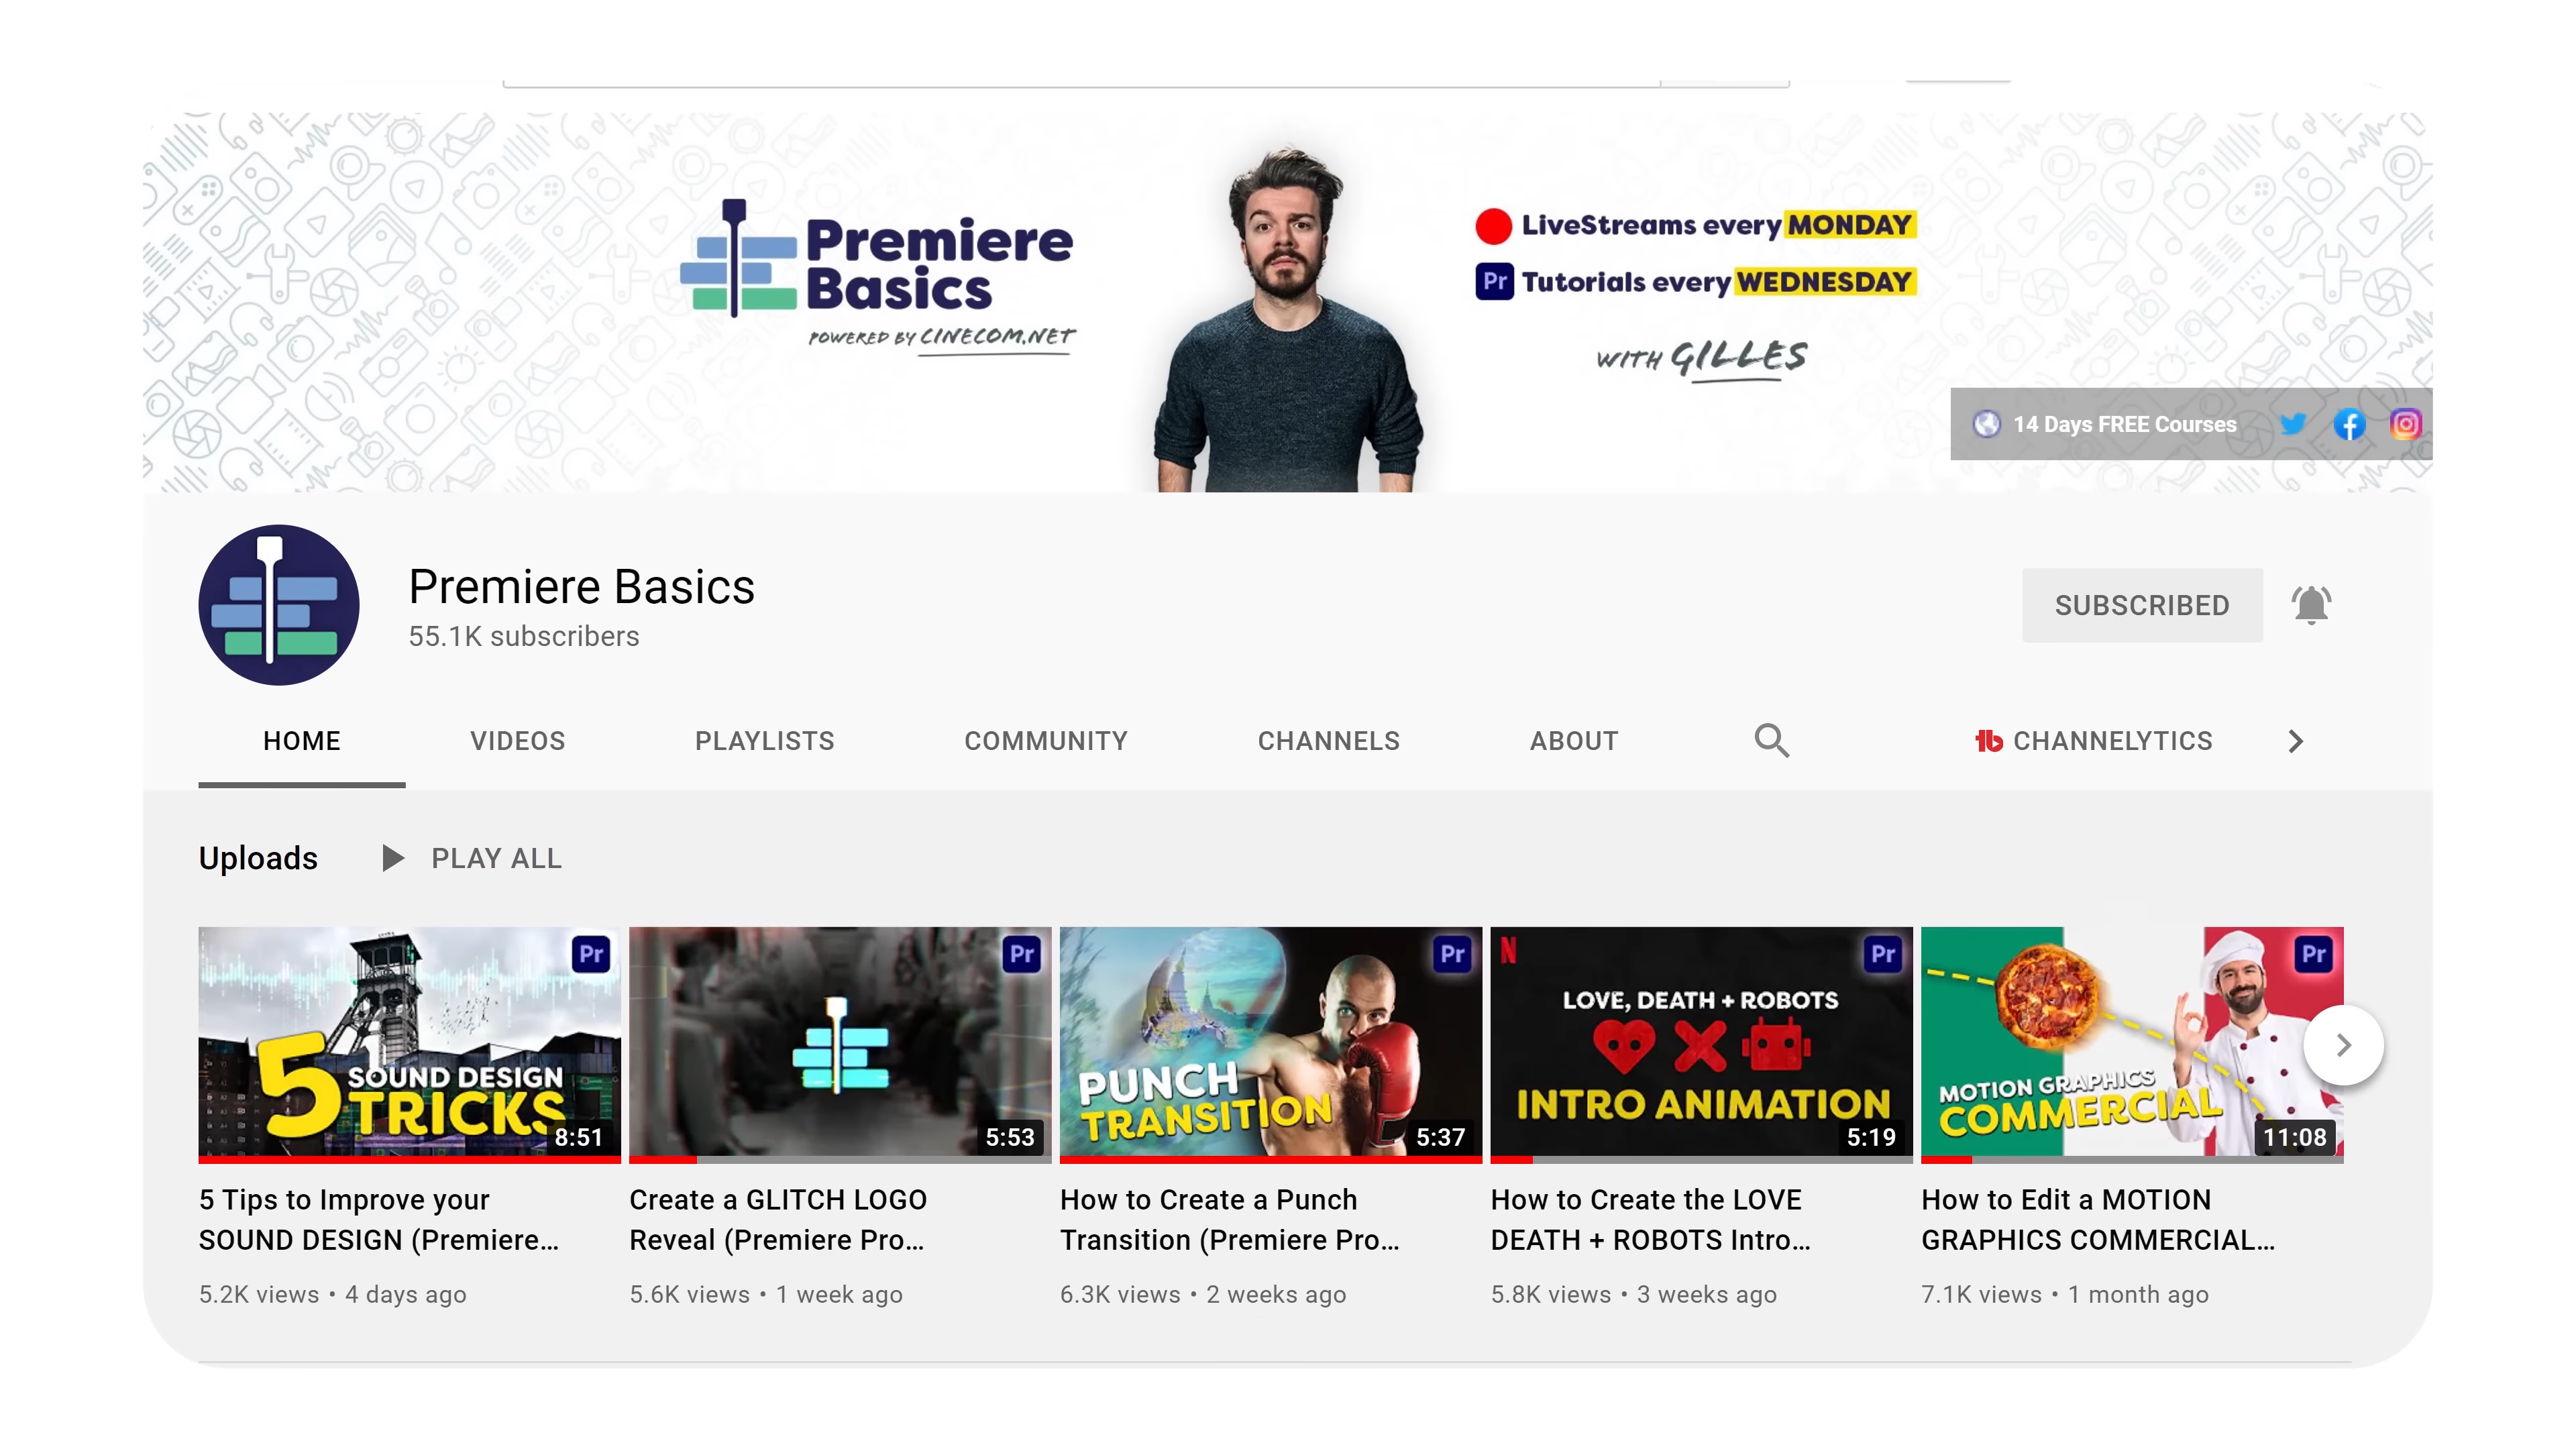 Premiere
Basics
POWERED BY CINECOM.NET
LiveStreams every MONDAY
Pr Tutorials every WEDNESDAY
WITH GILLES
14 Days FREE Courses
Premiere Basics
55.1K subscribers
SUBSCRIBED
HOME VIDEOS PLAYLISTS COMMUNITY CHANNELS ABOUT CHANNELYTICS
Uploads PLAY ALL
Pr
5 SOUND DESIGN
TRICKS
8:51
5 Tips to Improve your
SOUND DESIGN (Premiere...
5.2K views • 4 days ago
Pr
5:53
Create a GLITCH LOGO
Reveal (Premiere Pro...
5.6K views • 1 week ago
Pr
PUNCH
TRANSITION
5:37
How to Create a Punch
Transition (Premiere Pro...
6.3K views • 2 weeks ago
N Pr
LOVE, DEATH + ROBOTS
INTRO ANIMATION
5:19
How to Create the LOVE
DEATH + ROBOTS Intro...
5.8K views • 3 weeks ago
Pr
MOTION GRAPHICS
COMMERCIAL
11:08
How to Edit a MOTION
GRAPHICS COMMERCIAL...
7.1K views • 1 month ago